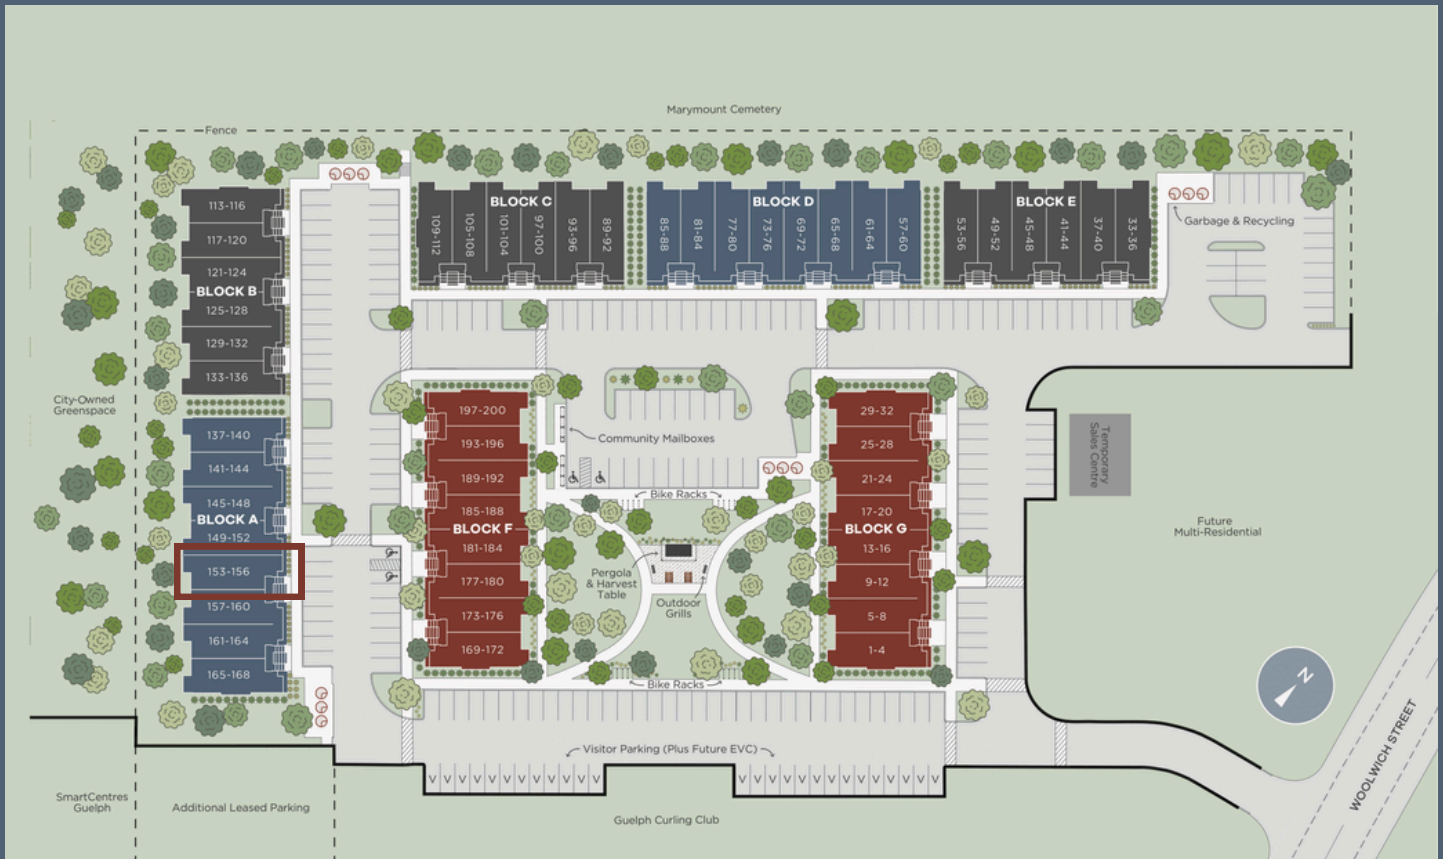 Marymount Cemetery
Fence
113-116
117-120
121-124
BLOCK B
125-128
129-132
133-136
BLOCK C
109-112
105-108
101-104
97-100
93-96
89-92
BLOCK D
85-88
81-84
77-80
73-76
69-72
65-68
61-64
57-60
BLOCK E
53-56
49-52
45-48
41-44
37-40
33-36
Garbage & Recycling
City-Owned
Greenspace
137-140
141-144
145-148
BLOCK A
149-152
153-156
157-160
161-164
165-168
197-200
193-196
189-192
185-188
BLOCK F
181-184
177-180
173-176
169-172
Community Mailboxes
Bike Racks
Pergola
& Harvest
Table
Outdoor
Grills
Bike Racks
29-32
25-28
21-24
17-20
BLOCK G
13-16
9-12
5-8
1-4
Temporary
Sales Centre
Future
Multi-Residential
N
WOOLWICH STREET
Visitor Parking (Plus Future EVC)
V V V V V V V V V V V V
V V V V V V V V V V V V V V
SmartCentres
Guelph
Additional Leased Parking
Guelph Curling Club